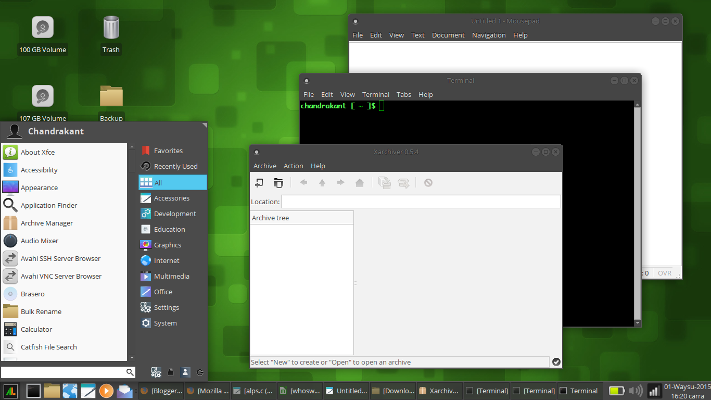 100 GB Volume
Trash
107 GB Volume
Backup
Untitled 1 - Mousepad
File Edit View Text Document Navigation Help
Terminal
File Edit View Terminal Tabs Help
chandrakant [ ~ ]$
Xarchiver 0.5.4
Archive Action Help
Location:
Archive tree
Select "New" to create or "Open" to open an archive
OVR
Chandrakant
About Xfce
Accessibility
Appearance
Application Finder
Archive Manager
Audio Mixer
Avahi SSH Server Browser
Avahi VNC Server Browser
Brasero
Bulk Rename
Calculator
Catfish File Search
Favorites
Recently Used
All
Accessories
Development
Education
Graphics
Internet
Multimedia
Office
Settings
System
[Blogger...
[Mozilla ...
[alps.c (...
[whosw...
Untitled...
[Downlo...
Xarchiv...
[Terminal]
[Terminal]
Terminal
01-Waysu-2015
16:20 carra